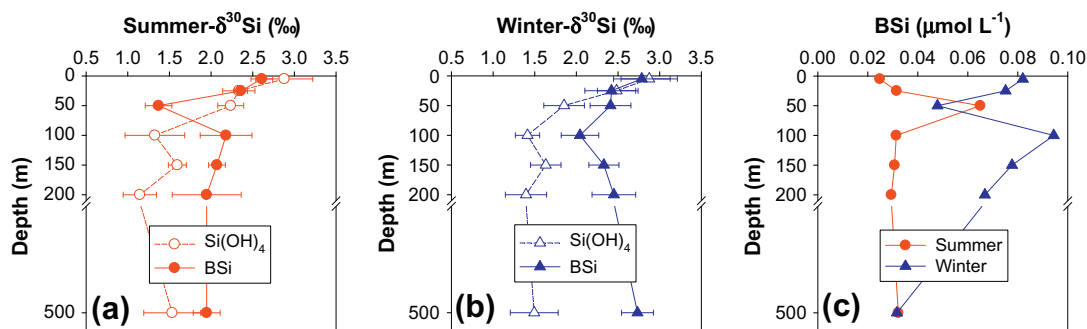 Summer-δ³⁰Si (‰)
0.5 1.0 1.5 2.0 2.5 3.0 3.5
0
50
100
150
200
500
Depth (m)
Si(OH)₄
BSi
(a)
Winter-δ³⁰Si (‰)
0.5 1.0 1.5 2.0 2.5 3.0 3.5
0
50
100
150
200
500
Depth (m)
Si(OH)₄
BSi
(b)
BSi (µmol L⁻¹)
0.00 0.02 0.04 0.06 0.08 0.10
0
50
100
150
200
500
Depth (m)
Summer
Winter
(c)